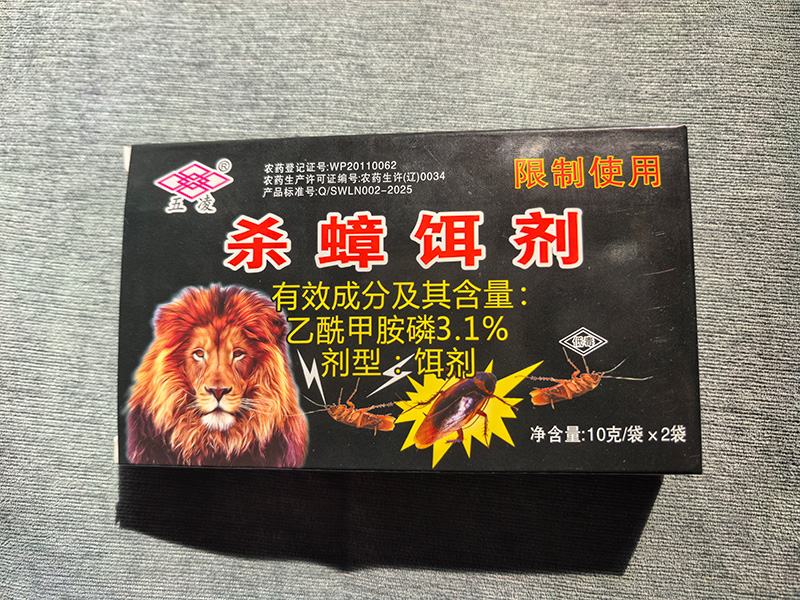 五凌
®
农药登记证号:WP20110062
农药生产许可证编号:农药生许(辽)0034
产品标准号:Q/SWLN002-2025
限制使用
杀蟑饵剂
有效成分及其含量:
乙酰甲胺磷3.1%
剂型:饵剂
低毒
净含量:10克/袋×2袋